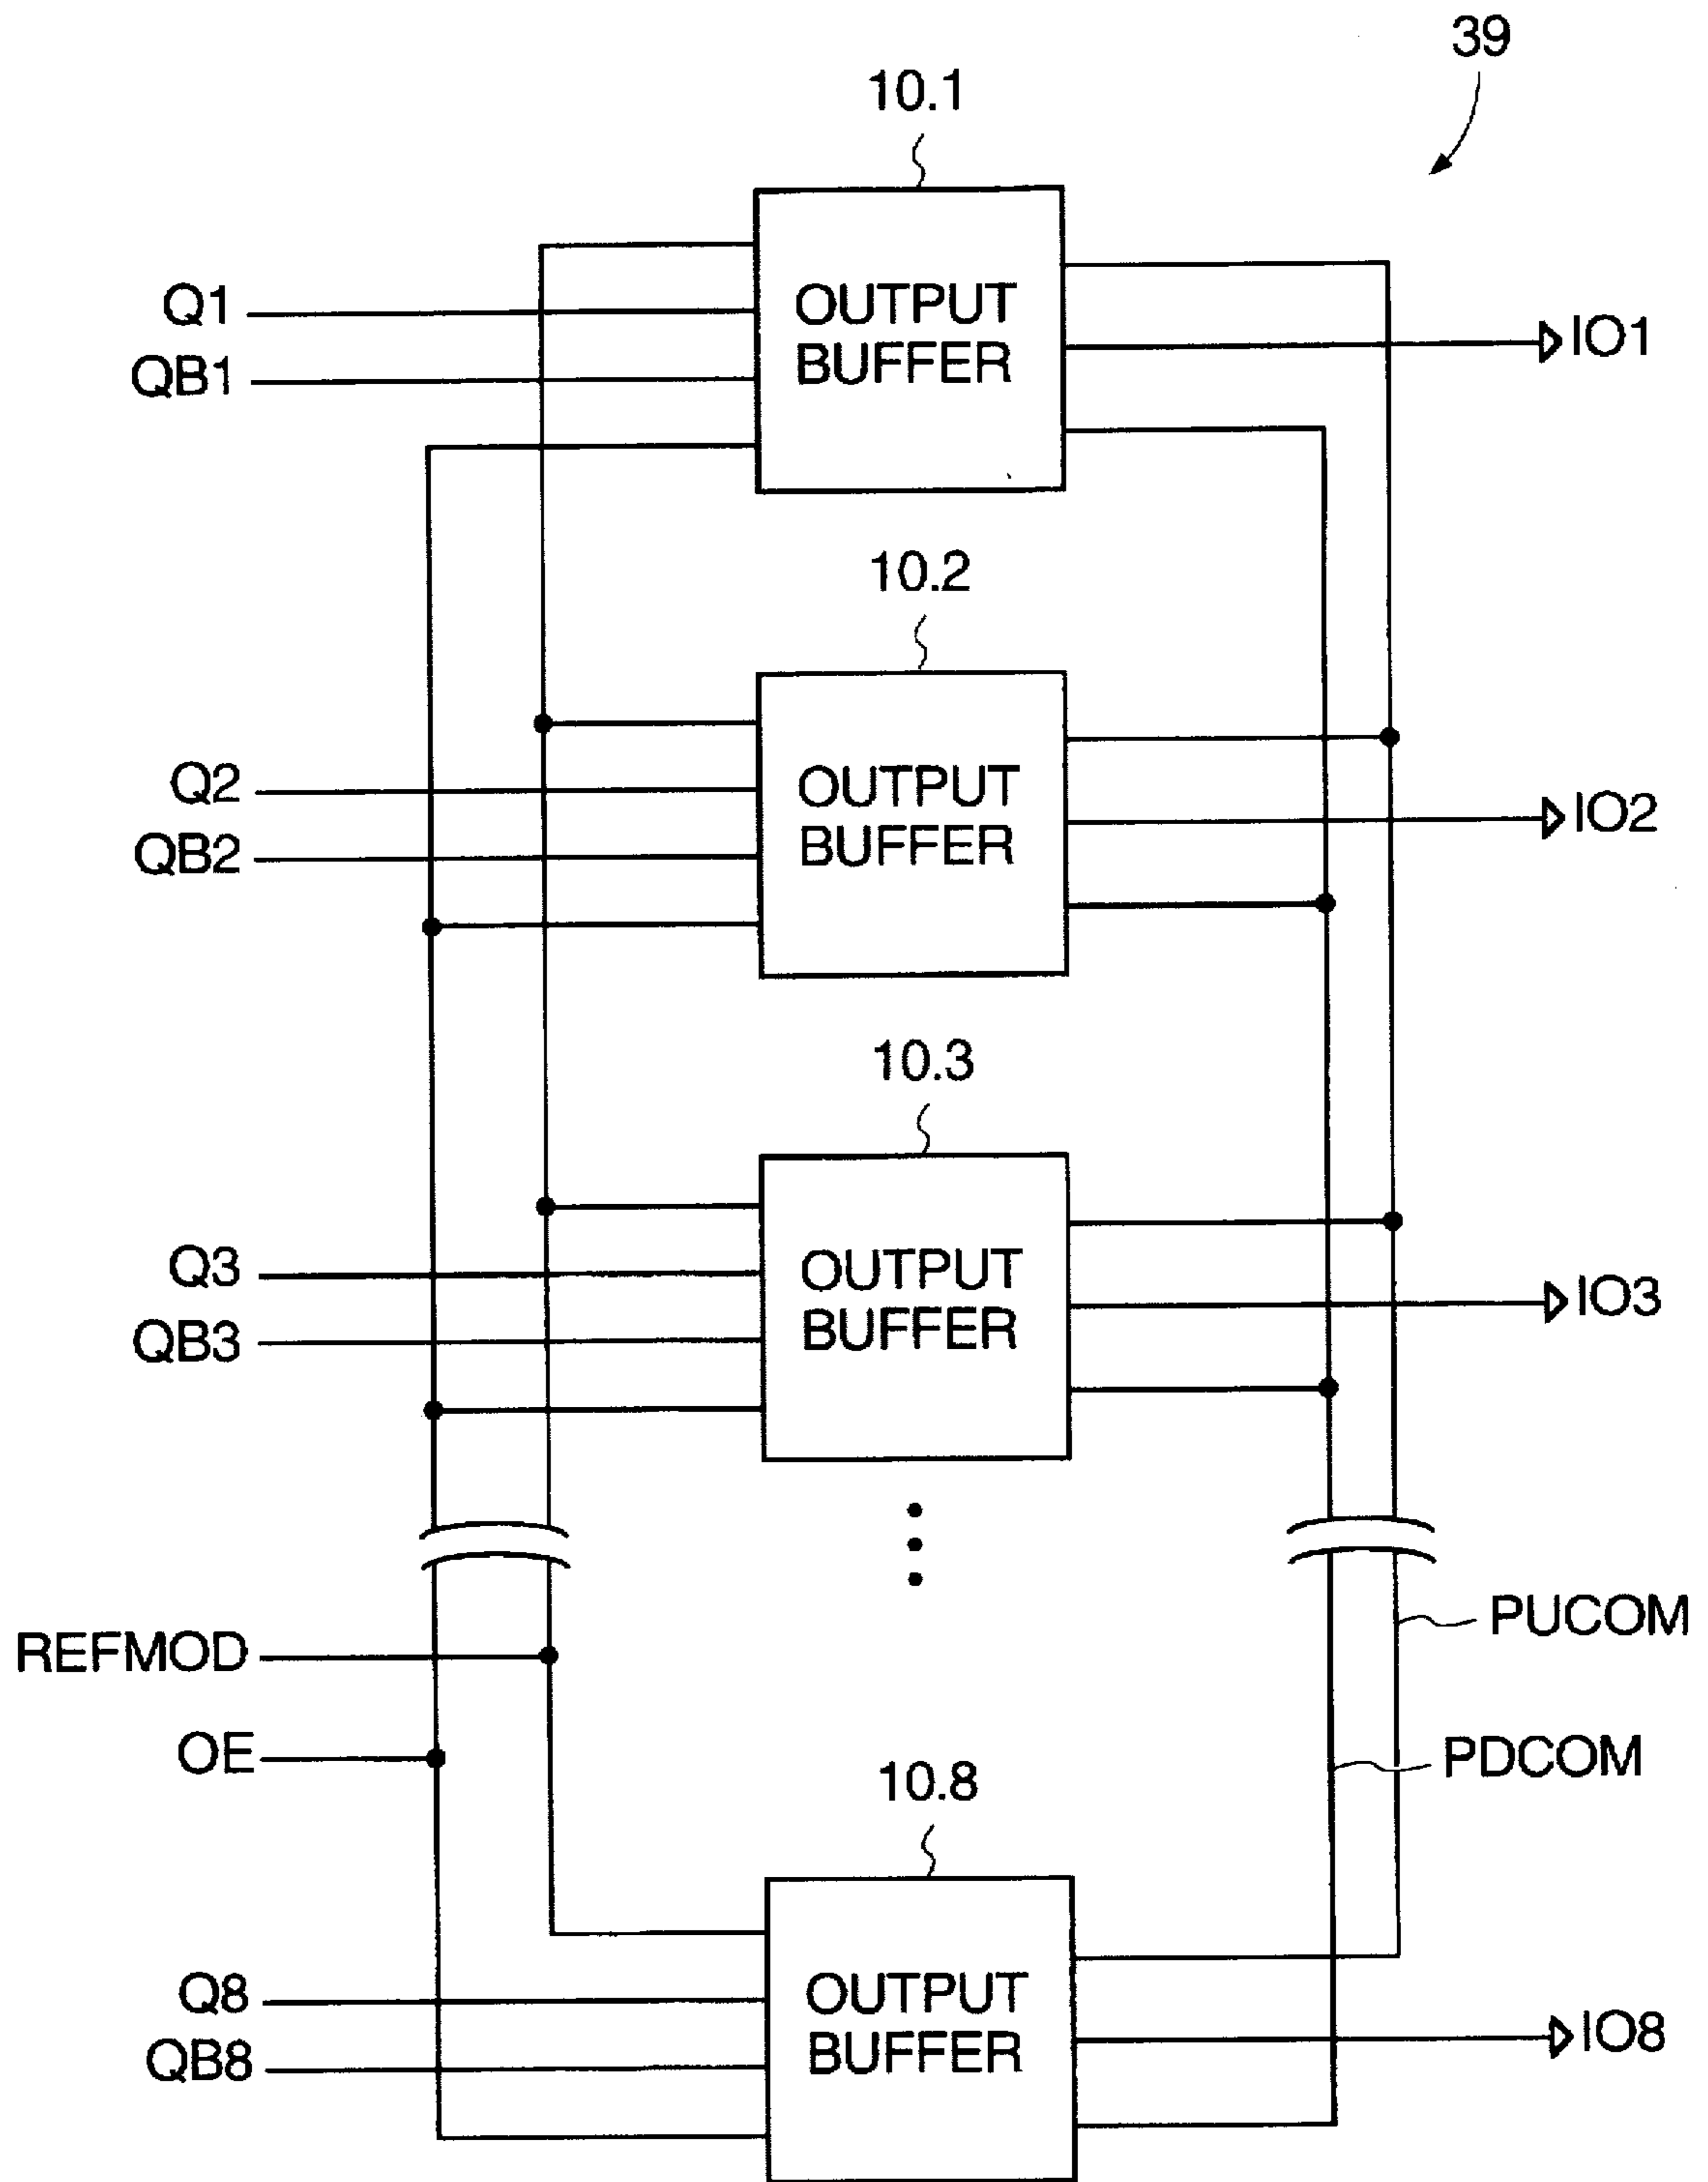 39
10.1
Q1
QB1
OUTPUT
BUFFER
IO1
10.2
Q2
QB2
OUTPUT
BUFFER
IO2
10.3
Q3
QB3
OUTPUT
BUFFER
IO3
REFMOD
OE
PUCOM
PDCOM
10.8
Q8
QB8
OUTPUT
BUFFER
IO8